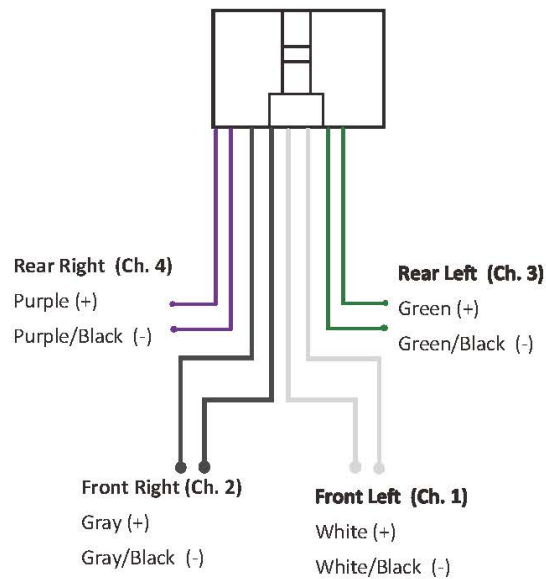 Rear Right (Ch. 4)
Purple (+)
Purple/Black (-)
Rear Left (Ch. 3)
Green (+)
Green/Black (-)
Front Right (Ch. 2)
Gray (+)
Gray/Black (-)
Front Left (Ch. 1)
White (+)
White/Black (-)